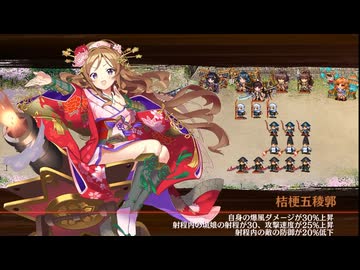 桔梗五稜郭
自身の爆風ダメージが30%上昇
射程内の城娘の射程が30、攻撃速度が25%上昇
射程内の敵の防御が20%低下